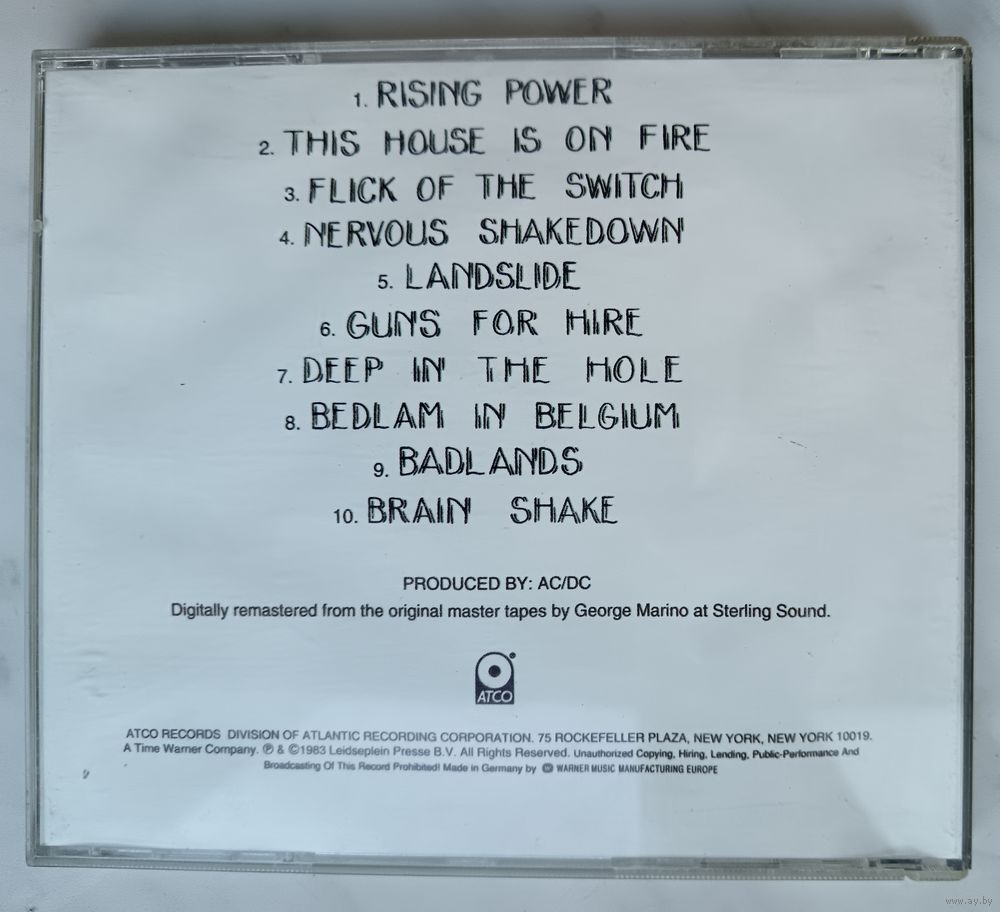 1. RISING POWER
2. THIS HOUSE IS ON FIRE
3. FLICK OF THE SWITCH
4. NERVOUS SHAKEDOWN
5. LANDSLIDE
6. GUNS FOR HIRE
7. DEEP IN THE HOLE
8. BEDLAM IN BELGIUM
9. BADLANDS
10. BRAIN SHAKE
PRODUCED BY: AC/DC
Digitally remastered from the original master tapes by George Marino at Sterling Sound.
ATCO
ATCO RECORDS DIVISION OF ATLANTIC RECORDING CORPORATION. 75 ROCKEFELLER PLAZA, NEW YORK, NEW YORK 10019.
A Time Warner Company. ℗ & ©1983 Leidseplein Presse B.V. All Rights Reserved. Unauthorized Copying, Hiring, Lending, Public-Performance And
Broadcasting Of This Record Prohibited! Made in Germany by WARNER MUSIC MANUFACTURING EUROPE
www.ay.by